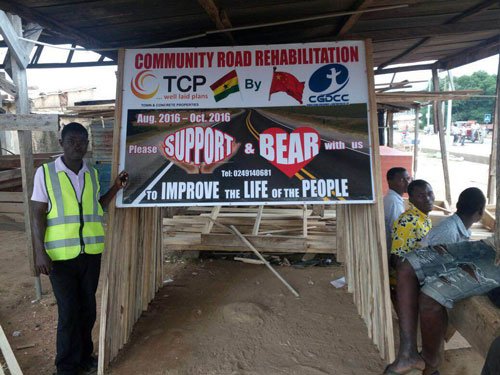 COMMUNITY ROAD REHABILITATION
TCP By
... well laid plans
TOWN & CONCRETE PROPERTIES
CGDCC
Aug. 2016 – Oct. 2016
Please SUPPORT & BEAR with us
Tel: 0249140681
TO IMPROVE THE LIFE OF THE PEOPLE